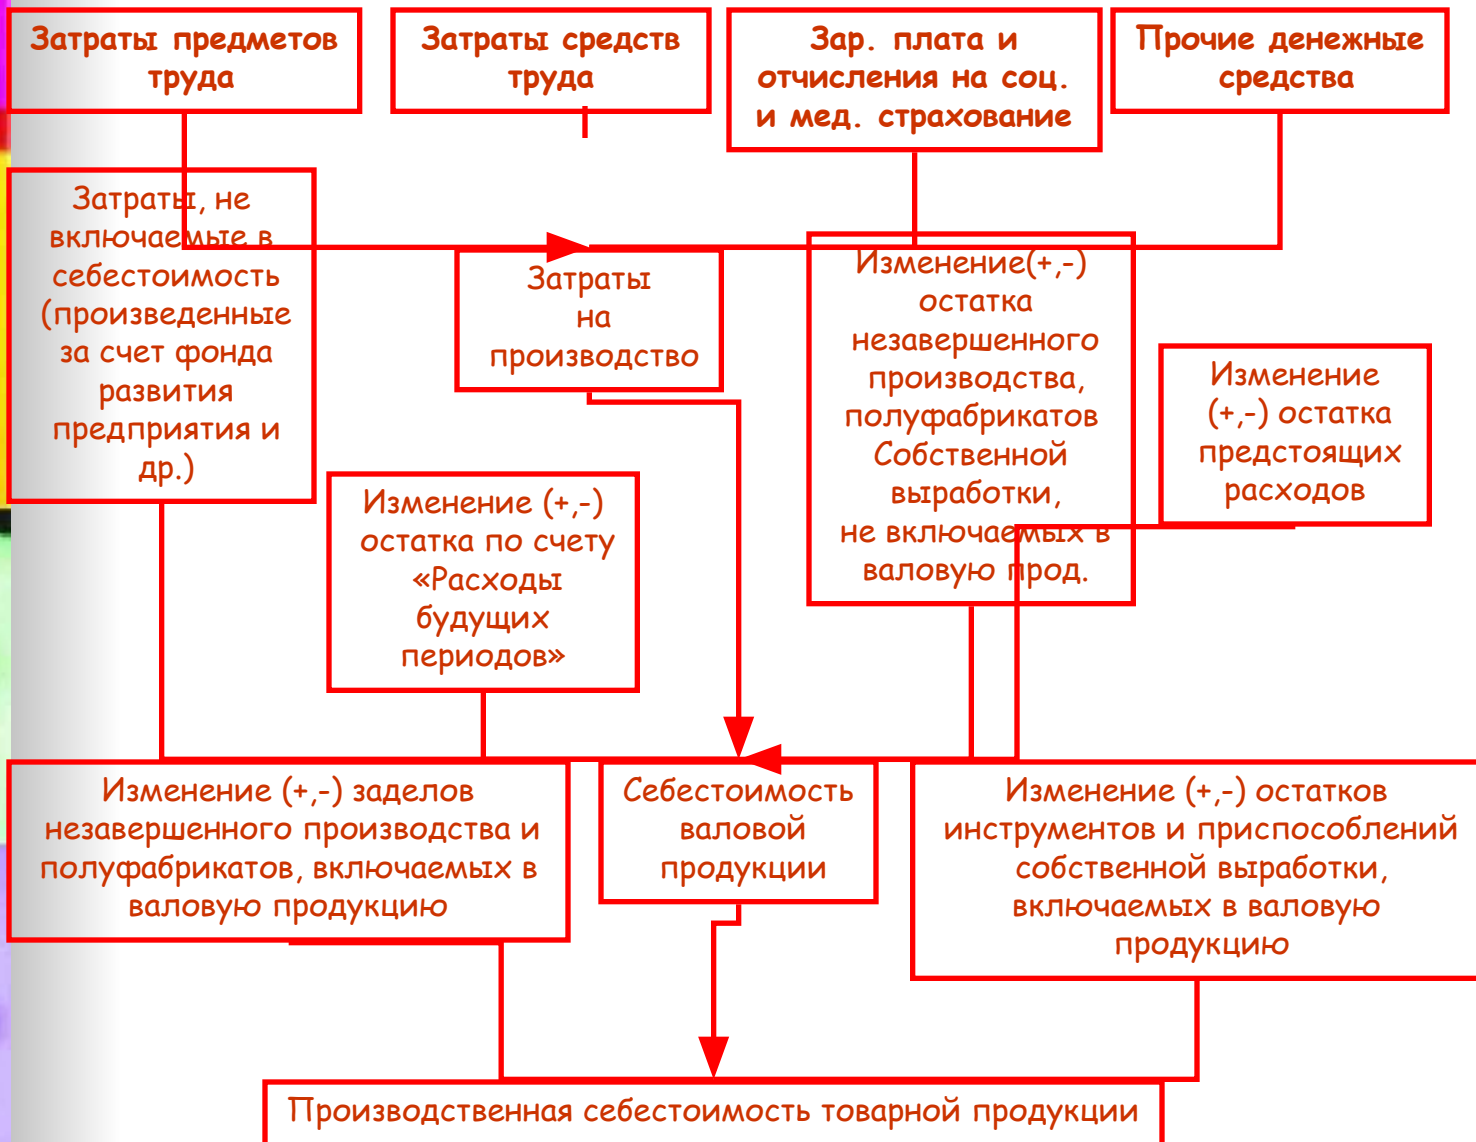 Затраты предметов
труда
Затраты средств
труда
Зар. плата и
отчисления на соц.
и мед. страхование
Прочие денежные
средства
Затраты, не
включаемые в
себестоимость
(произведенные
за счет фонда
развития
предприятия и
др.)
Затраты
на
производство
Изменение(+,-)
остатка
незавершенного
производства,
полуфабрикатов
Собственной
выработки,
не включаемых в
валовую прод.
Изменение
(+,-) остатка
предстоящих
расходов
Изменение (+,-)
остатка по счету
«Расходы
будущих
периодов»
Изменение (+,-) заделов
незавершенного производства и
полуфабрикатов, включаемых в
валовую продукцию
Себестоимость
валовой
продукции
Изменение (+,-) остатков
инструментов и приспособлений
собственной выработки,
включаемых в валовую
продукцию
Производственная себестоимость товарной продукции